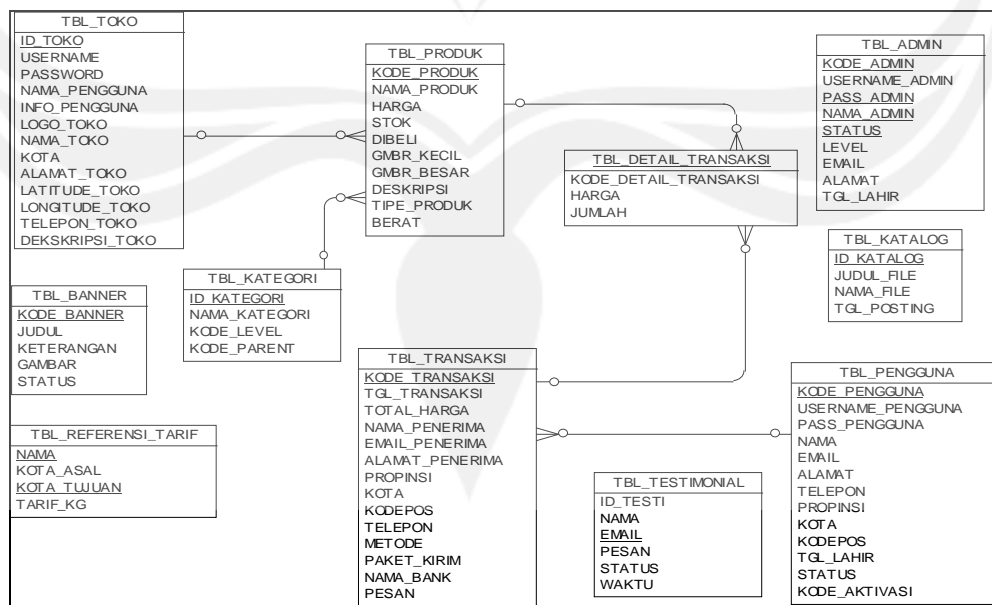 TBL_TOKO
ID_TOKO
USERNAME
PASSWORD
NAMA_PENGGUNA
INFO_PENGGUNA
LOGO_TOKO
NAMA_TOKO
KOTA
ALAMAT_TOKO
LATITUDE_TOKO
LONGITUDE_TOKO
TELEPON_TOKO
DEKSKRIPSI_TOKO
TBL_PRODUK
KODE_PRODUK
NAMA_PRODUK
HARGA
STOK
DIBELI
GMBR_KECIL
GMBR_BESAR
DESKRIPSI
TIPE_PRODUK
BERAT
TBL_DETAIL_TRANSAKSI
KODE_DETAIL_TRANSAKSI
HARGA
JUMLAH
TBL_ADMIN
KODE_ADMIN
USERNAME_ADMIN
PASS_ADMIN
NAMA_ADMIN
STATUS
LEVEL
EMAIL
ALAMAT
TGL_LAHIR
TBL_KATALOG
ID_KATALOG
JUDUL_FILE
NAMA_FILE
TGL_POSTING
TBL_BANNER
KODE_BANNER
JUDUL
KETERANGAN
GAMBAR
STATUS
TBL_KATEGORI
ID_KATEGORI
NAMA_KATEGORI
KODE_LEVEL
KODE_PARENT
TBL_REFERENSI_TARIF
NAMA
KOTA_ASAL
KOTA_TUJUAN
TARIF_KG
TBL_TRANSAKSI
KODE_TRANSAKSI
TGL_TRANSAKSI
TOTAL_HARGA
NAMA_PENERIMA
EMAIL_PENERIMA
ALAMAT_PENERIMA
PROPINSI
KOTA
KODEPOS
TELEPON
METODE
PAKET_KIRIM
NAMA_BANK
PESAN
TBL_TESTIMONIAL
ID_TESTI
NAMA
EMAIL
PESAN
STATUS
WAKTU
TBL_PENGGUNA
KODE_PENGGUNA
USERNAME_PENGGUNA
PASS_PENGGUNA
NAMA
EMAIL
ALAMAT
TELEPON
PROPINSI
KOTA
KODEPOS
TGL_LAHIR
STATUS
KODE_AKTIVASI